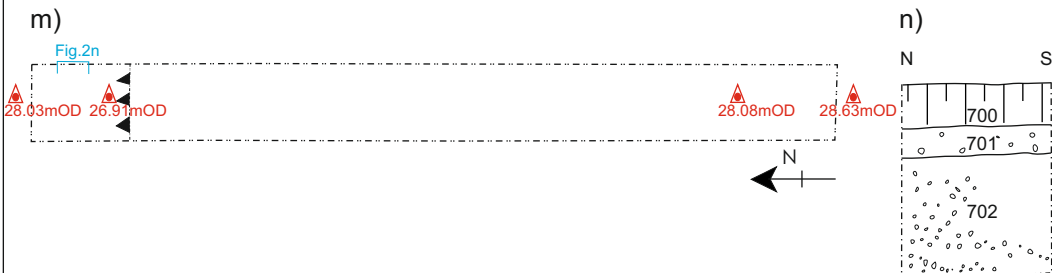 m)
Fig.2n
28.03mOD 26.91mOD 28.08mOD 28.63mOD
N
n)
N S
700
701
702